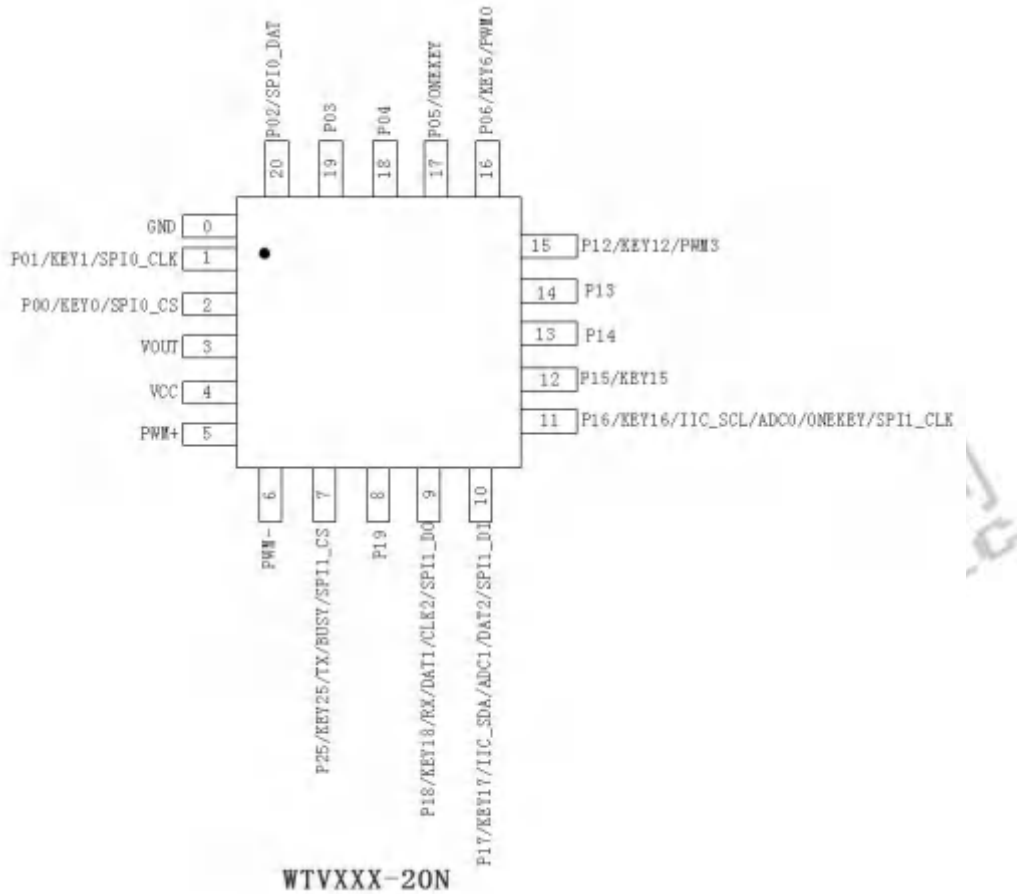 P02/SPI0_DAT
P03
P04
P05/ONEKEY
P06/KEY6/PWM0
20
19
18
17
16
GND 0
P01/KEY1/SPI0_CLK 1
P00/KEY0/SPI0_CS 2
VOUT 3
VCC 4
PWM+ 5
15 P12/KEY12/PWM3
14 P13
13 P14
12 P15/KEY15
11 P16/KEY16/IIC_SCL/ADC0/ONEKEY/SPI1_CLK
6
7
8
9
10
PWM-
P25/KEY25/TX/BUSY/SPI1_CS
P19
P18/KEY18/RX/DAT1/CLK2/SPI1_DO
P17/KEY17/IIC_SDA/ADC1/DAT2/SPI1_DI
WTVXXX-20N